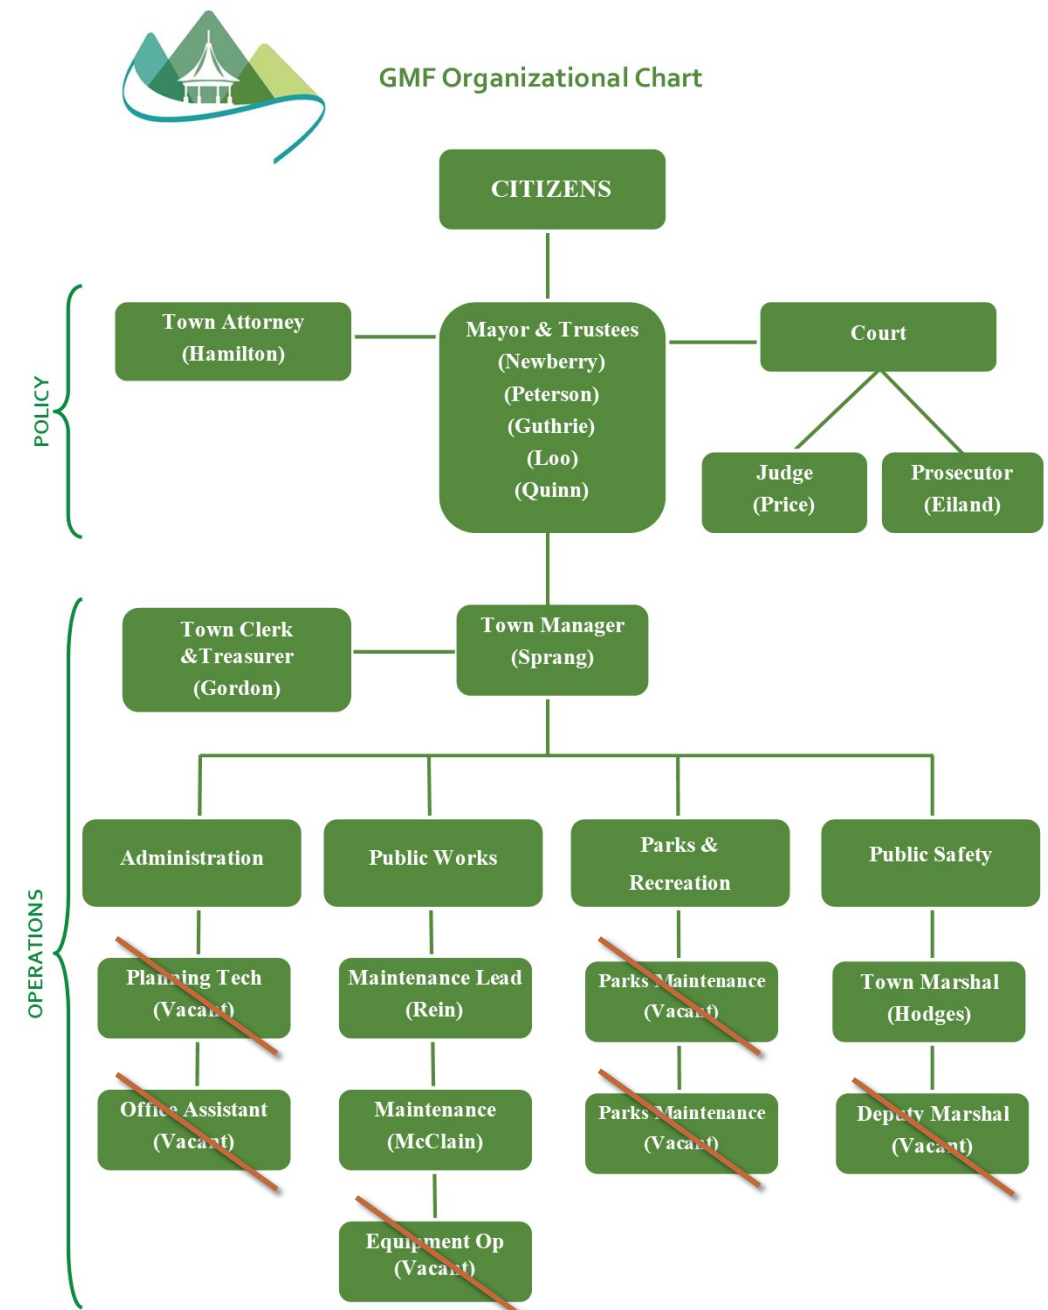 GMF Organizational Chart
CITIZENS
POLICY
Town Attorney
(Hamilton)
Mayor & Trustees
(Newberry)
(Peterson)
(Guthrie)
(Loo)
(Quinn)
Court
Judge
(Price)
Prosecutor
(Eiland)
OPERATIONS
Town Clerk
&Treasurer
(Gordon)
Town Manager
(Sprang)
Administration
Planning Tech
(Vacant)
Office Assistant
(Vacant)
Public Works
Maintenance Lead
(Rein)
Maintenance
(McClain)
Equipment Op
(Vacant)
Parks &
Recreation
Parks Maintenance
(Vacant)
Parks Maintenance
(Vacant)
Public Safety
Town Marshal
(Hodges)
Deputy Marshal
(Vacant)